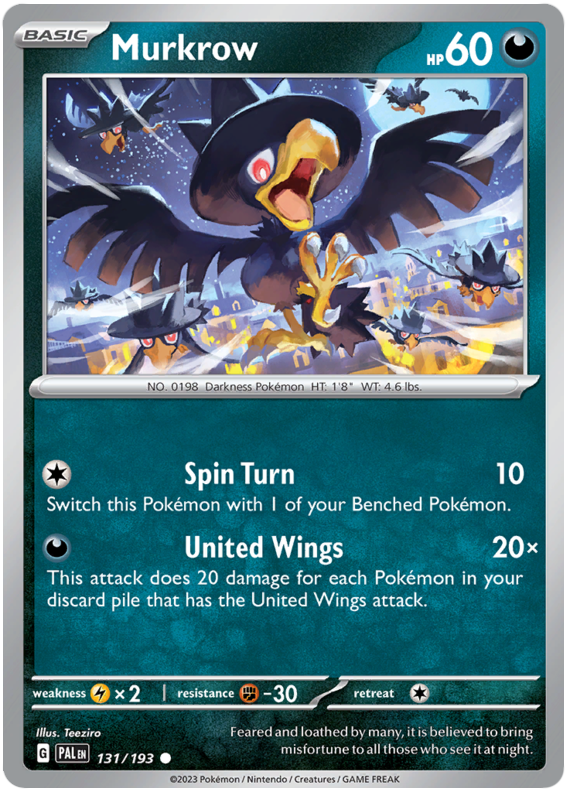 BASIC
Murkrow
HP 60
NO. 0198 Darkness Pokémon HT: 1'8" WT: 4.6 lbs.
Spin Turn 10
Switch this Pokémon with 1 of your Benched Pokémon.
United Wings 20×
This attack does 20 damage for each Pokémon in your
discard pile that has the United Wings attack.
weakness ×2 resistance -30 retreat
Illus. Teeziro
Feared and loathed by many, it is believed to bring
misfortune to all those who see it at night.
G PAL EN 131/193
©2023 Pokémon / Nintendo / Creatures / GAME FREAK